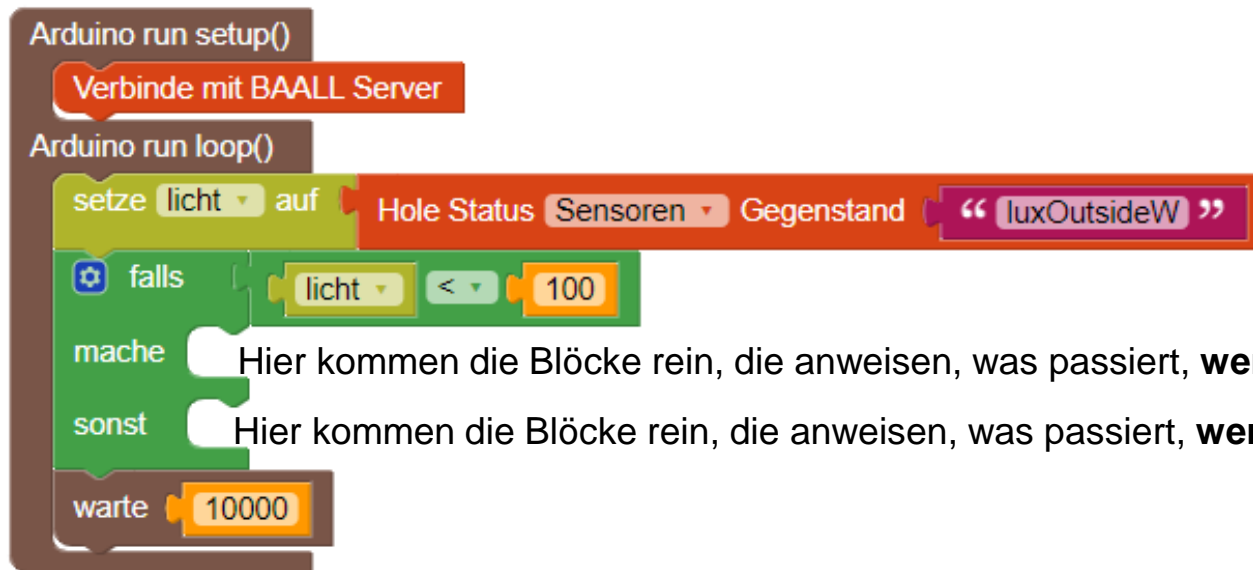 Arduino run setup()
Verbinde mit BAALL Server
Arduino run loop()
setze licht auf Hole Status Sensoren Gegenstand “ luxOutsideW ”
falls licht < 100
mache Hier kommen die Blöcke rein, die anweisen, was passiert,
sonst Hier kommen die Blöcke rein, die anweisen, was passiert,
warte 10000